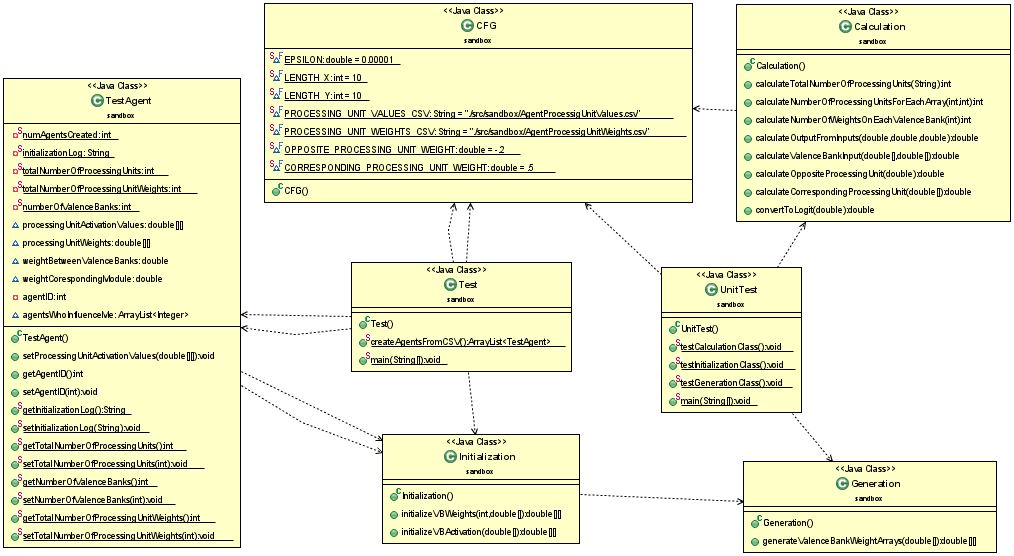 <<Java Class>>
TestAgent
sandbox
numAgentsCreated: int
initializationLog: String
totalNumberOfProcessingUnits: int
totalNumberOfProcessingUnitWeights: int
numberOfValenceBanks: int
processingUnitActivationValues: double[][]
processingUnitWeights: double[][]
weightBetweenValenceBanks: double
weightCorespondingModule: double
agentID: int
agentsWhoInfluenceMe: ArrayList<Integer>
TestAgent()
setProcessingUnitActivationValues(double[][]):void
getAgentID():int
setAgentID(int):void
getInitializationLog():String
setInitializationLog(String):void
getTotalNumberOfProcessingUnits():int
setTotalNumberOfProcessingUnits(int):void
getNumberOfValenceBanks():int
setNumberOfValenceBanks(int):void
getTotalNumberOfProcessingUnitWeights():int
setTotalNumberOfProcessingUnitWeights(int):void
<<Java Class>>
CFG
sandbox
EPSILON: double = 0.00001
LENGTH_X: int = 10
LENGTH_Y: int = 10
PROCESSING_UNIT_VALUES_CSV: String = "./src/sandbox/AgentProcessigUnitValues.csv"
PROCESSING_UNIT_WEIGHTS_CSV: String = "./src/sandbox/AgentProcessigUnitWeights.csv"
OPPOSITE_PROCESSING_UNIT_WEIGHT: double = -.2
CORRESPONDING_PROCESSING_UNIT_WEIGHT: double = .5
CFG()
<<Java Class>>
Calculation
sandbox
Calculation()
calculateTotalNumberOfProcessingUnits(String):int
calculateNumberOfProcessingUnitsForEachArray(int,int):int
calculateNumberOfWeightsOnEachValenceBank(int):int
calculateOutputFromInputs(double,double,double):double
calculateValenceBankInput(double[],double[]):double
calculateOppositeProcessingUnit(double):double
calculateCorrespondingProcessingUnit(double[]):double
convertToLogit(double):double
<<Java Class>>
Test
sandbox
Test()
createAgentsFromCSV():ArrayList<TestAgent>
main(String[]):void
<<Java Class>>
UnitTest
sandbox
UnitTest()
testCalculationClass():void
testInitializationClass():void
testGenerationClass():void
main(String[]):void
<<Java Class>>
Initialization
sandbox
Initialization()
initializeVBWeights(int,double[]):double[][]
initializeVBActivation(double[]):double[][]
<<Java Class>>
Generation
sandbox
Generation()
generateValenceBankWeightArrays(double[]):double[][]